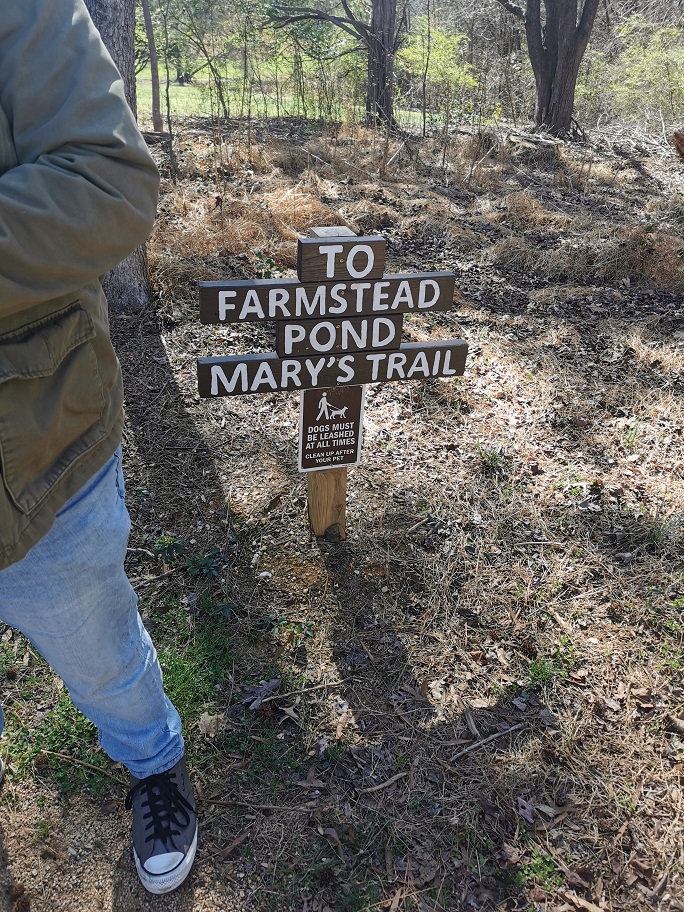 TO
FARMSTEAD
POND
MARY'S TRAIL
DOGS MUST
BE LEASHED
AT ALL TIMES
CLEAN UP AFTER
YOUR PET